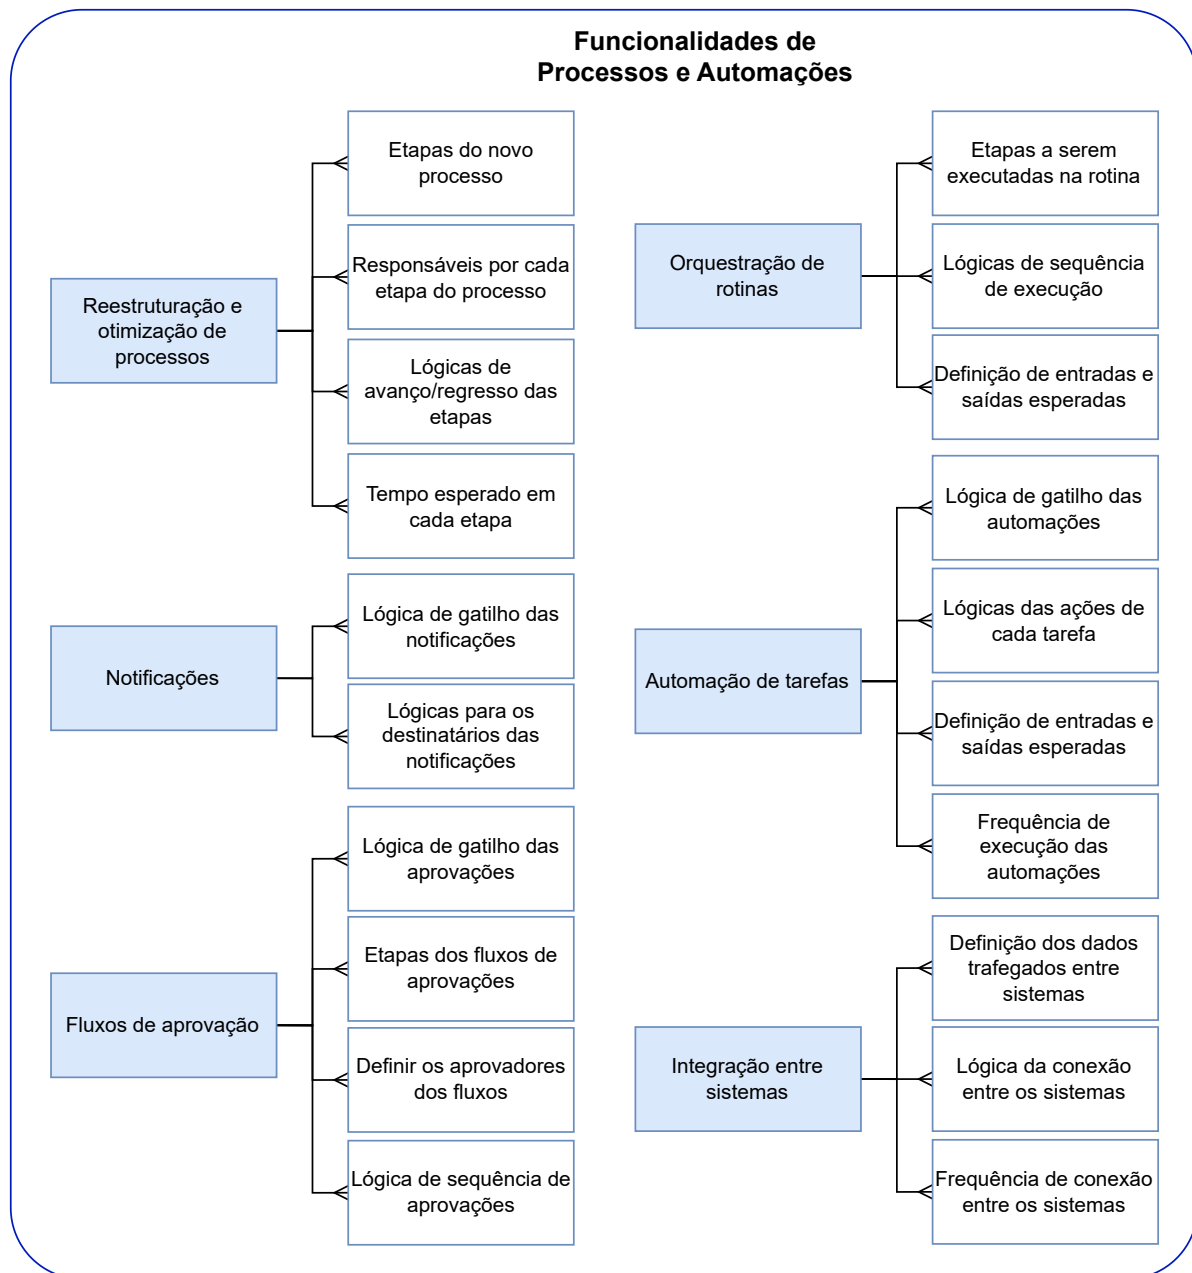 Funcionalidades de
Processos e Automações
Reestruturação e
otimização de
processos
Etapas do novo
processo
Responsáveis por cada
etapa do processo
Lógicas de
avanço/regresso das
etapas
Tempo esperado em
cada etapa
Notificações
Lógica de gatilho das
notificações
Lógicas para os
destinatários das
notificações
Fluxos de aprovação
Lógica de gatilho das
aprovações
Etapas dos fluxos de
aprovações
Definir os aprovadores
dos fluxos
Lógica de sequência de
aprovações
Orquestração de
rotinas
Etapas a serem
executadas na rotina
Lógicas de sequência
de execução
Definição de entradas e
saídas esperadas
Automação de tarefas
Lógica de gatilho das
automações
Lógicas das ações de
cada tarefa
Definição de entradas e
saídas esperadas
Frequência de
execução das
automações
Integração entre
sistemas
Definição dos dados
trafegados entre
sistemas
Lógica da conexão
entre os sistemas
Frequência de conexão
entre os sistemas